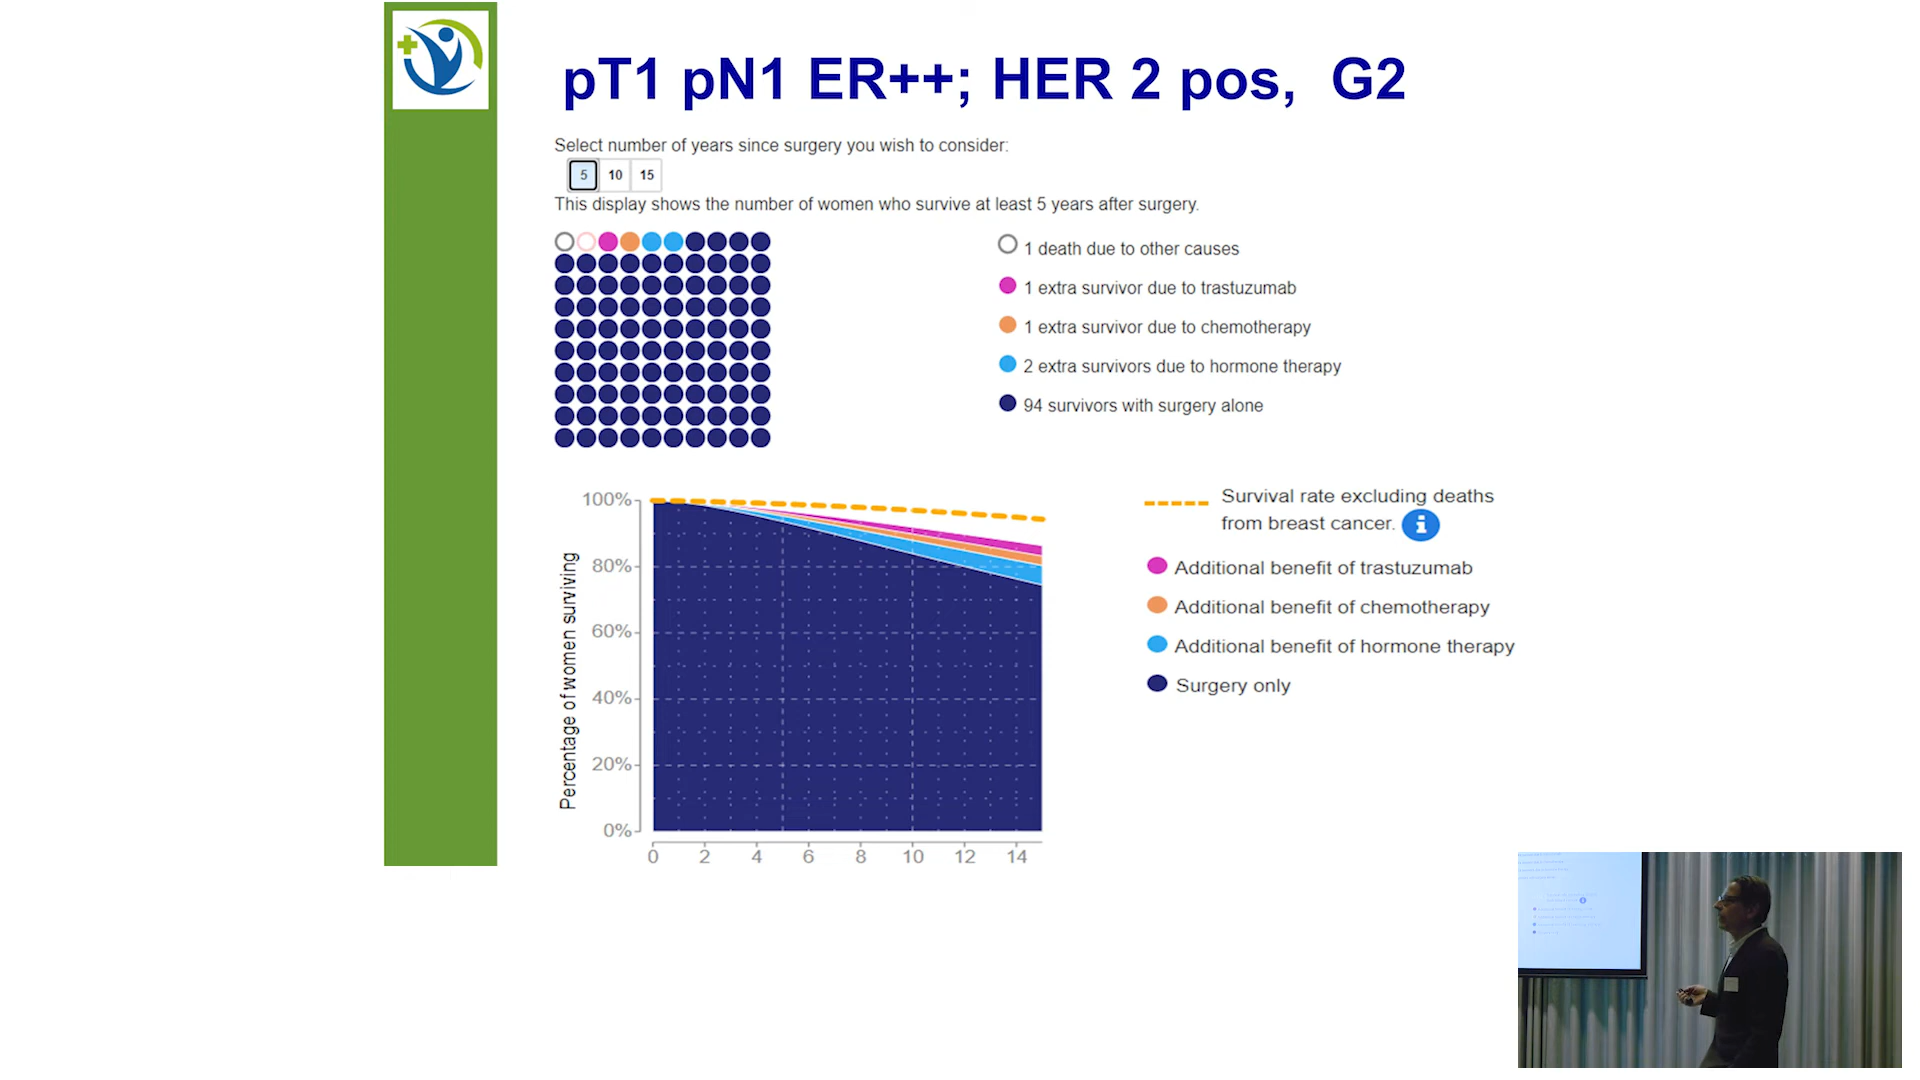 pT1 pN1 ER++; HER 2 pos, G2
Select number of years since surgery you wish to consider:
5 10 15
This display shows the number of women who survive at least 5 years after surgery.
1 death due to other causes
1 extra survivor due to trastuzumab
1 extra survivor due to chemotherapy
2 extra survivors due to hormone therapy
94 survivors with surgery alone
Percentage of women surviving
100%
80%
60%
40%
20%
0%
0 2 4 6 8 10 12 14
Survival rate excluding deaths
from breast cancer. i
Additional benefit of trastuzumab
Additional benefit of chemotherapy
Additional benefit of hormone therapy
Surgery only